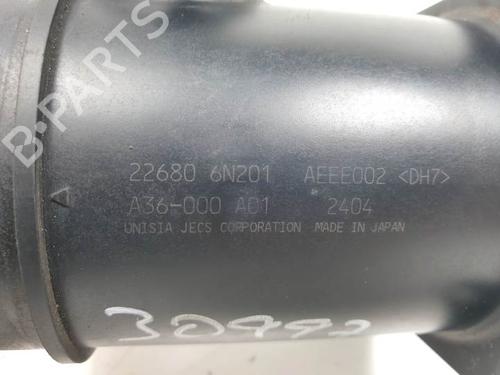 B-PARTS
22680 6N201 AEEE002 <DH7>
A36-000 A01 2404
UNISIA JECS CORPORATION MADE IN JAPAN